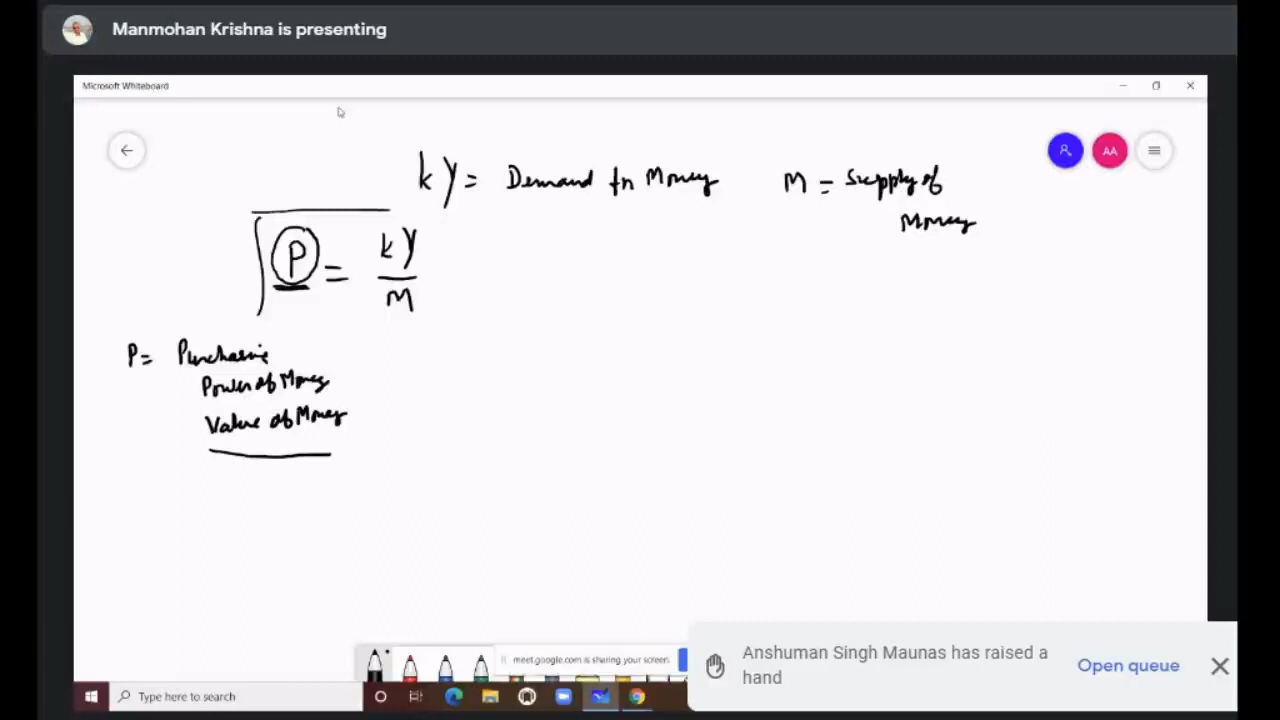 Manmohan Krishna is presenting
Microsoft Whiteboard
AA
ky = Demand for Money M = Supply of
Money
P = ky
M
P = Purchasing
Power of Money
Value of Money
meet.google.com is sharing your screen.
Anshuman Singh Maunas has raised a
hand
Open queue
Type here to search